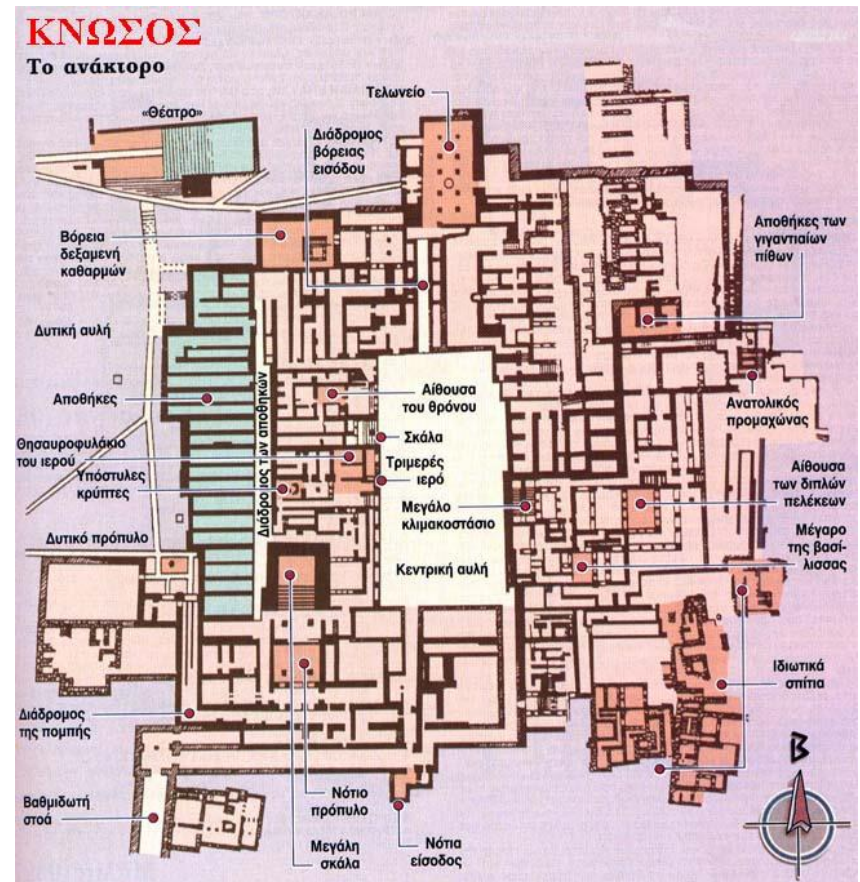 ΚΝΩΣΟΣ
Το ανάκτορο
«Θέατρο»
Τελωνείο
Διάδρομος
βόρειας
εισόδου
Βόρεια
δεξαμενή
καθαρμών
Αποθήκες των
γιγαντιαίων
πίθων
Δυτική αυλή
Αποθήκες
Διάδρομος των αποθηκών
Αίθουσα
του θρόνου
Ανατολικός
προμαχώνας
Θησαυροφυλάκιο
του ιερού
Σκάλα
Τριμερές
ιερό
Υπόστυλες
κρύπτες
Αίθουσα
των διπλών
πελέκεων
Μεγάλο
κλιμακοστάσιο
Μέγαρο
της βασί-
λισσας
Δυτικό πρόπυλο
Κεντρική αυλή
Ιδιωτικά
σπίτια
Διάδρομος
της πομπής
Βαθμιδωτή
στοά
Νότιο
πρόπυλο
Μεγάλη
σκάλα
Νότια
είσοδος
Β